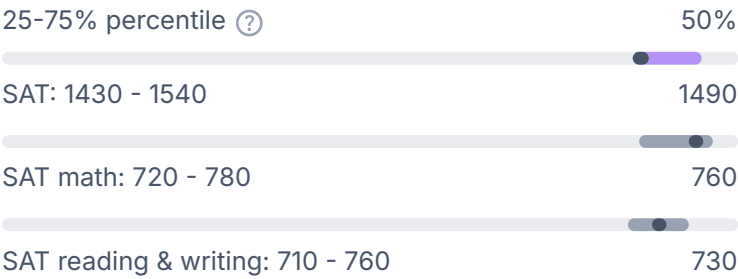 25-75% percentile ? 50%
SAT: 1430 - 1540 1490
SAT math: 720 - 780 760
SAT reading & writing: 710 - 760 730